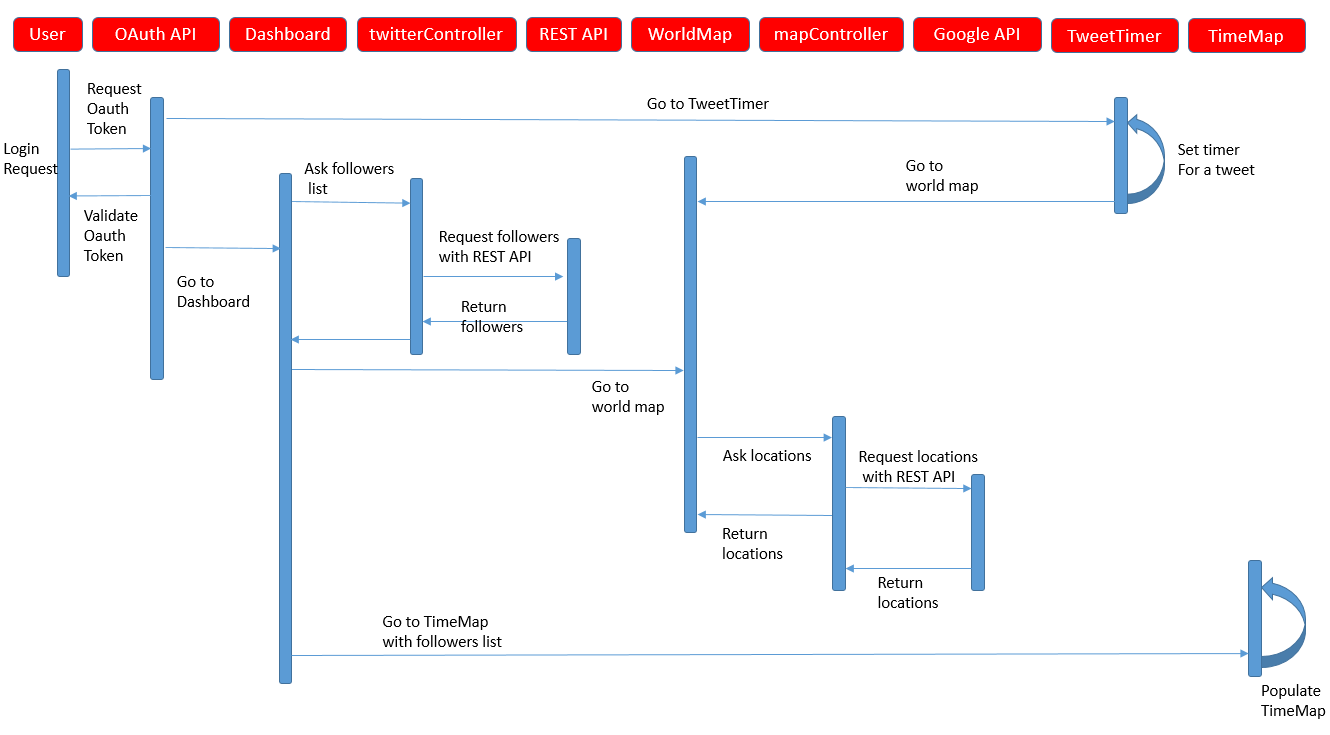 User
OAuth API
Dashboard
twitterController
REST API
WorldMap
mapController
Google API
TweetTimer
TimeMap
Request
Oauth
Token
Go to TweetTimer
Login
Request
Set timer
For a tweet
Ask followers
list
Go to
world map
Validate
Oauth
Token
Request followers
with REST API
Go to
Dashboard
Return
followers
Go to
world map
Ask locations
Request locations
with REST API
Return
locations
Return
locations
Go to TimeMap
with followers list
Populate
TimeMap